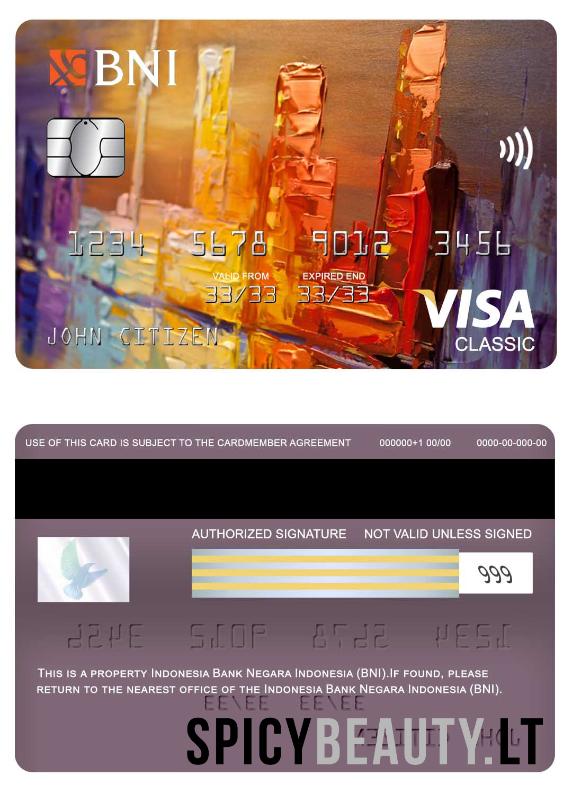 BNI
1234 5678 9012 3456
VALID FROM EXPIRED END
33/33 33/33
JOHN CITIZEN
VISA
CLASSIC
USE OF THIS CARD IS SUBJECT TO THE CARDMEMBER AGREEMENT 000000+1 00/00 0000-00-000-00
AUTHORIZED SIGNATURE NOT VALID UNLESS SIGNED
999
THIS IS A PROPERTY INDONESIA BANK NEGARA INDONESIA (BNI).IF FOUND, PLEASE
RETURN TO THE NEAREST OFFICE OF THE INDONESIA BANK NEGARA INDONESIA (BNI).
SPICYBEAUTY.LT